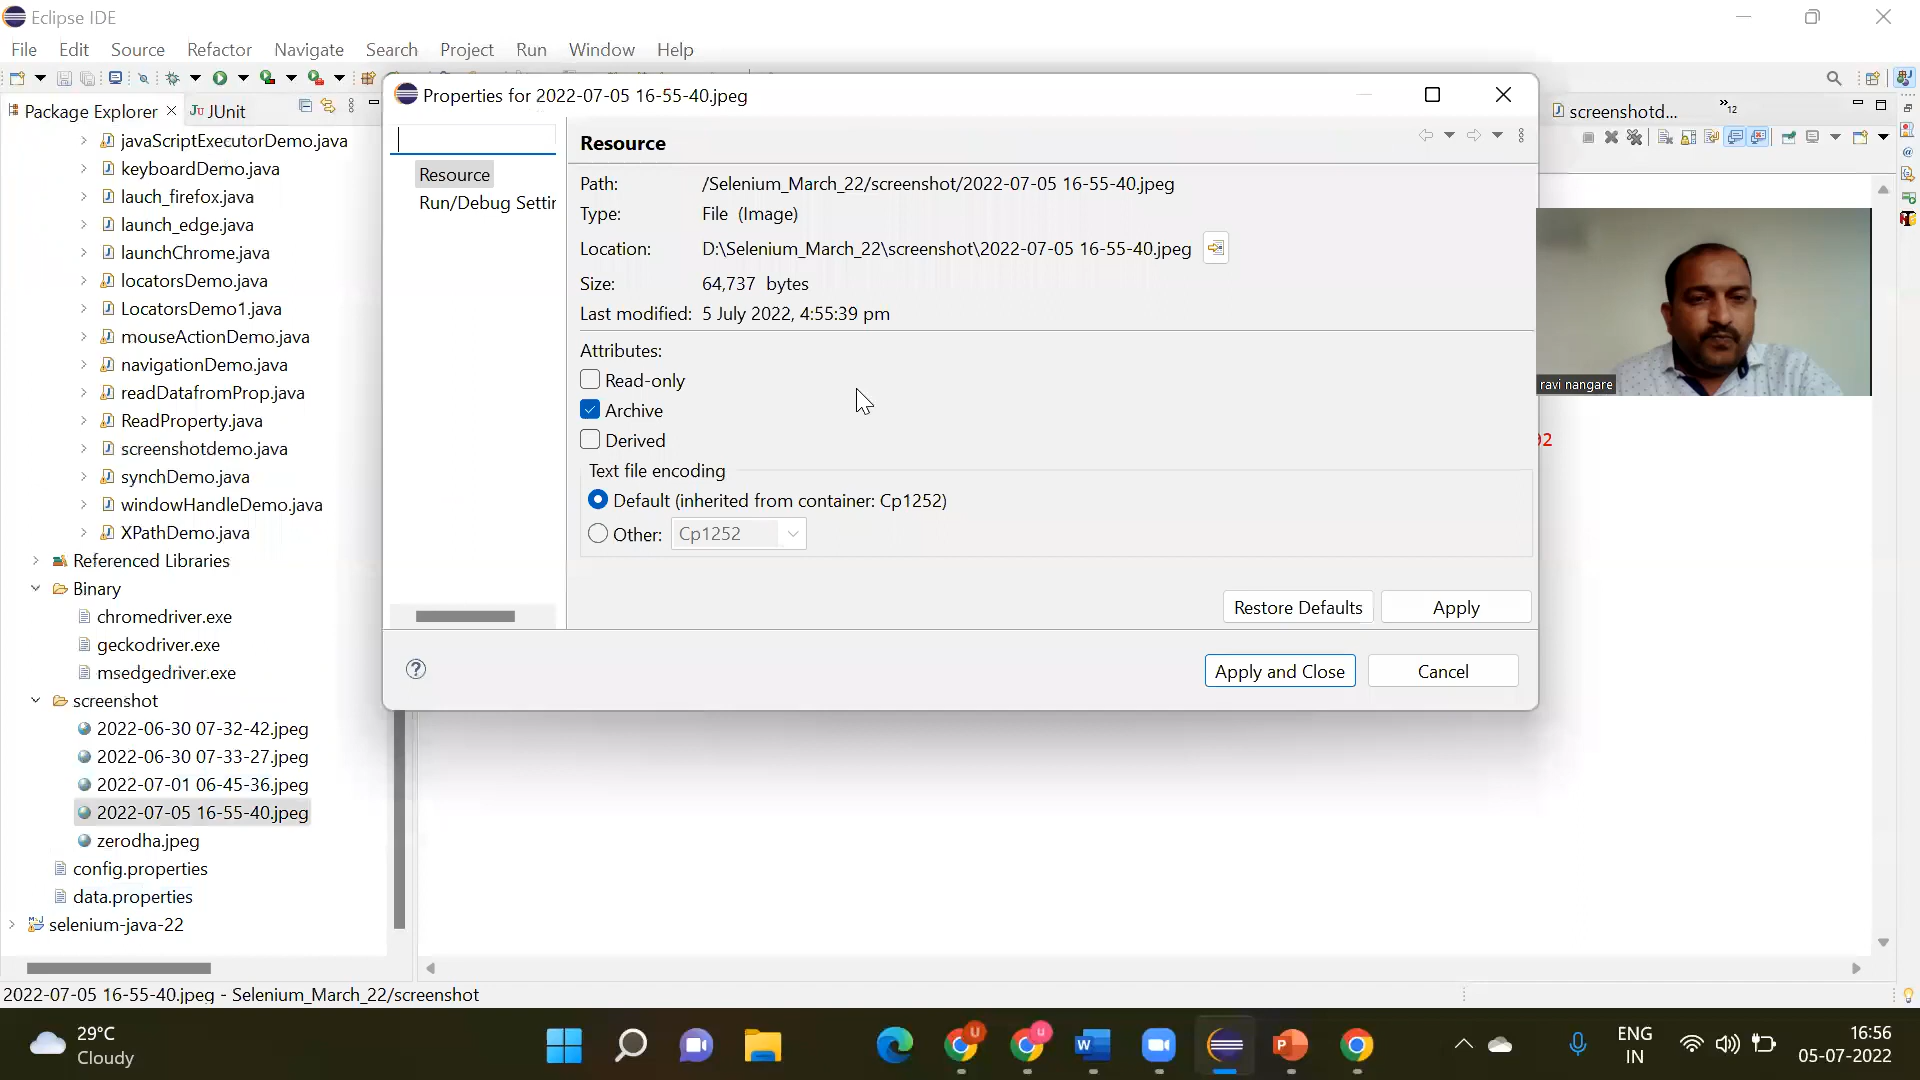 Eclipse IDE
File Edit Source Refactor Navigate Search Project Run Window Help
Package Explorer JUnit
screenshotd...
»12
javaScriptExecutorDemo.java
keyboardDemo.java
lauch_firefox.java
launch_edge.java
launchChrome.java
locatorsDemo.java
LocatorsDemo1.java
mouseActionDemo.java
navigationDemo.java
readDatafromProp.java
ReadProperty.java
screenshotdemo.java
synchDemo.java
windowHandleDemo.java
XPathDemo.java
Referenced Libraries
Binary
chromedriver.exe
geckodriver.exe
msedgedriver.exe
screenshot
2022-06-30 07-32-42.jpeg
2022-06-30 07-33-27.jpeg
2022-07-01 06-45-36.jpeg
2022-07-05 16-55-40.jpeg
zerodha.jpeg
config.properties
data.properties
selenium-java-22
Properties for 2022-07-05 16-55-40.jpeg
Resource
Run/Debug Settin
Resource
Path: /Selenium_March_22/screenshot/2022-07-05 16-55-40.jpeg
Type: File (Image)
Location: D:\Selenium_March_22\screenshot\2022-07-05 16-55-40.jpeg
Size: 64,737 bytes
Last modified: 5 July 2022, 4:55:39 pm
Attributes:
Read-only
Archive
Derived
Text file encoding
Default (inherited from container: Cp1252)
Other: Cp1252
Restore Defaults Apply
Apply and Close Cancel
ravi nangare
2022-07-05 16-55-40.jpeg - Selenium_March_22/screenshot
29°C
Cloudy
ENG
IN
16:56
05-07-2022